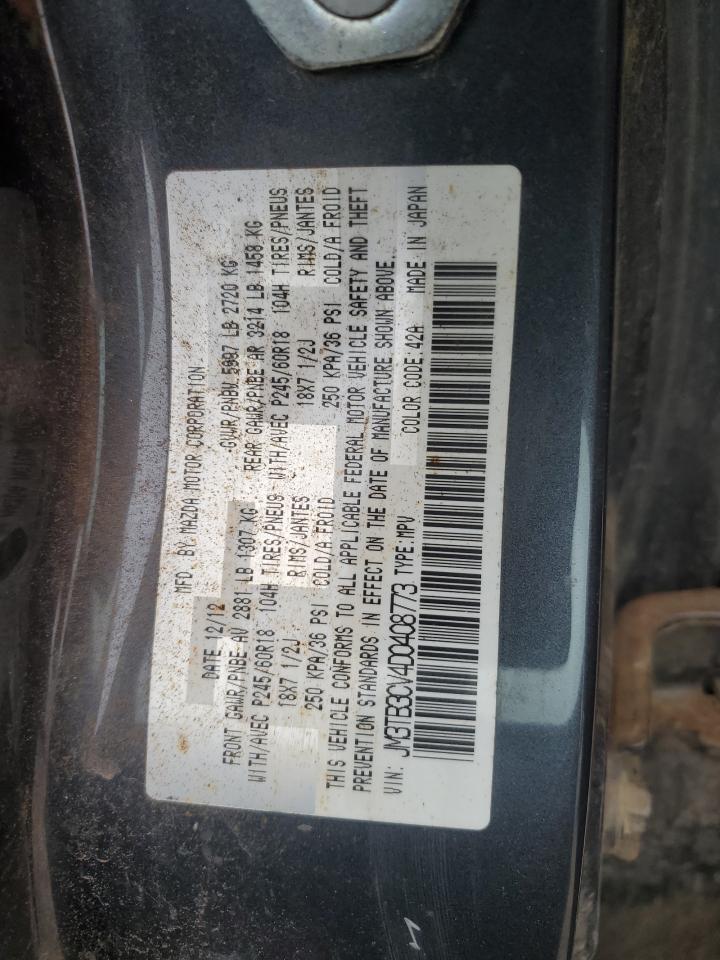 MFD. BY MAZDA MOTOR CORPORATION
DATE 12/12 GVWR/PNBV 5997 LB 2720 KG
FRONT GAWR/PNBE AV 2881 LB 1307 KG REAR GAWR/PNBE AR 3214 LB 1458 KG
WITH/AVEC P245/60R18 104H TIRES/PNEUS WITH/AVEC P245/60R18 104H TIRES/PNEUS
18X7 1/2J RIMS/JANTES 18X7 1/2J RIMS/JANTES
250 KPA/36 PSI COLD/A FROID 250 KPA/36 PSI COLD/A FROID
THIS VEHICLE CONFORMS TO ALL APPLICABLE FEDERAL MOTOR VEHICLE SAFETY AND THEFT
PREVENTION STANDARDS IN EFFECT ON THE DATE OF MANUFACTURE SHOWN ABOVE.
VIN: JM3TB3CV4D0408773 TYPE:MPV COLOR CODE:42A MADE IN JAPAN